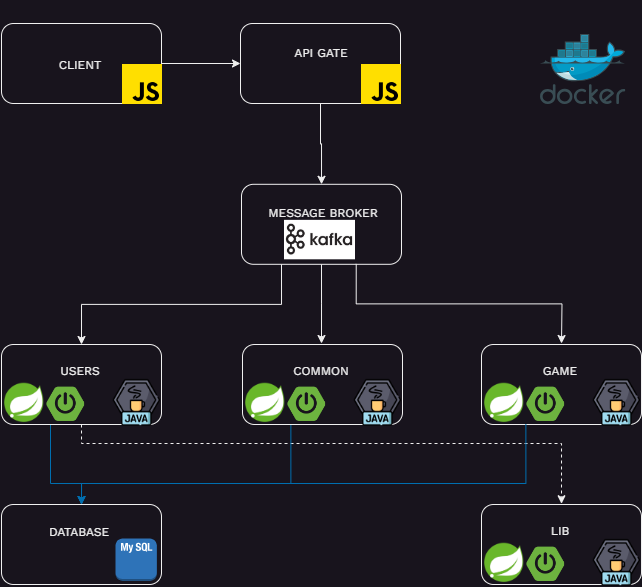 CLIENT
JS
API GATE
JS
docker
MESSAGE BROKER
kafka
USERS
JAVA
COMMON
JAVA
GAME
JAVA
DATABASE
My SQL
LIB
JAVA